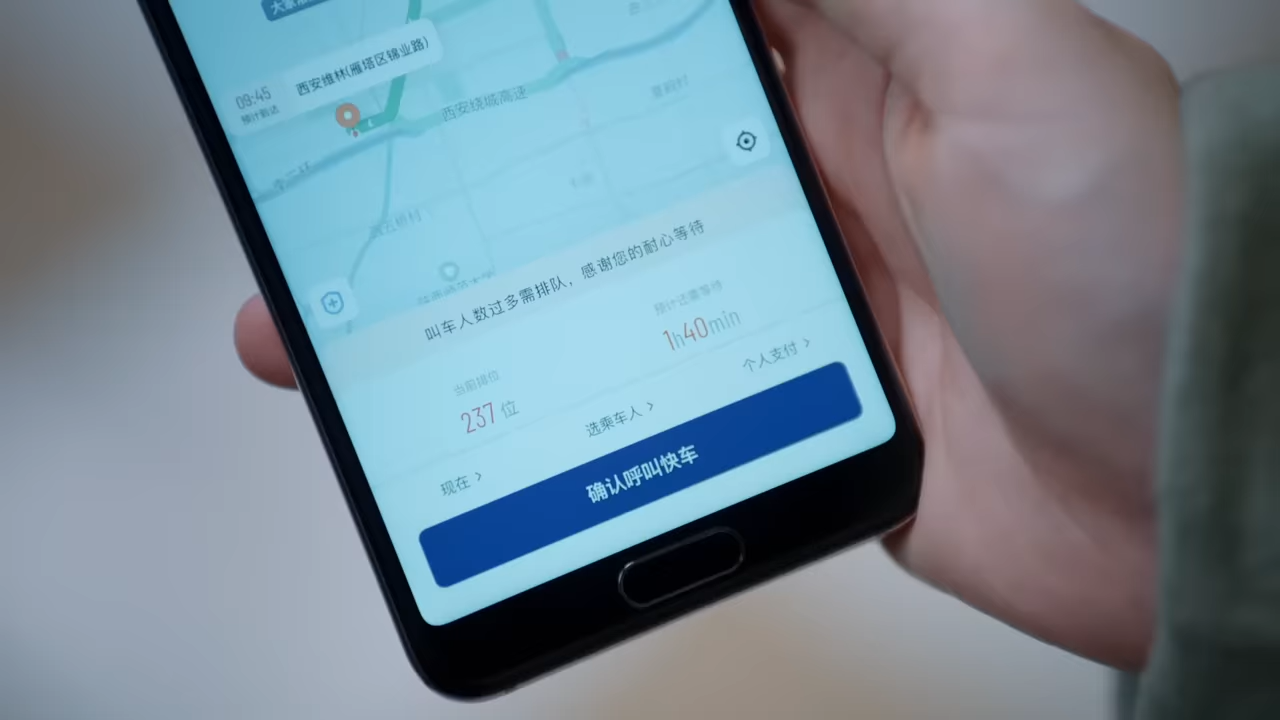 09:45
预计到达
西安维林(雁塔区锦业路)
西安绕城高速
叫车人数过多需排队，感谢您的耐心等待
当前排位
237 位
预计还需等待
1h40min
现在 >
选乘车人 >
个人支付 >
确认呼叫快车